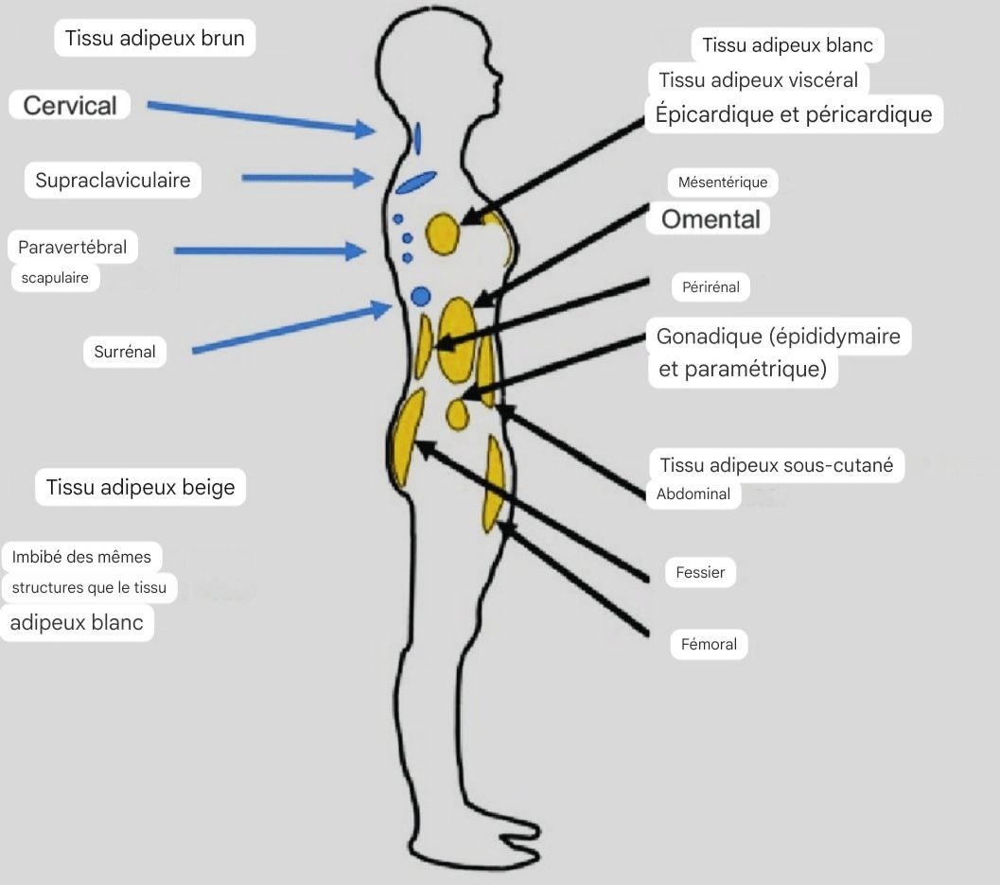 Tissu adipeux brun
Cervical
Supraclaviculaire
Paravertébral
scapulaire
Surrénal
Tissu adipeux beige
Imbibé des mêmes
structures que le tissu
adipeux blanc
Tissu adipeux blanc
Tissu adipeux viscéral
Épicardique et péricardique
Mésentérique
Omental
Périrénal
Gonadique (épididymaire
et paramétrique)
Tissu adipeux sous-cutané
Abdominal
Fessier
Fémoral